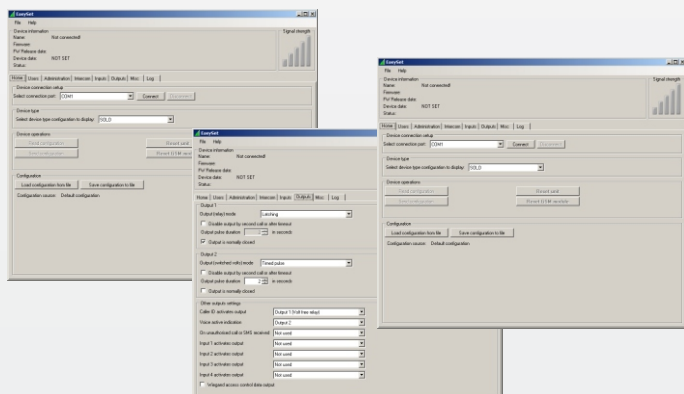 EasySet
File Help
Device information
Name: Not connected!
Firmware:
FW Release date:
Device date: NOT SET
Status:
Signal strength
Home Users Administration Intercom Inputs Outputs Misc Log
Device connection setup
Select connection port: COM1 Connect Disconnect
Device type
Select device type configuration to display: SOLO
Device operations
Read configuration Reset unit
Send configuration Reset GSM module
Configuration
Load configuration from file Save configuration to file
Configuration source: Default configuration
EasySet
File Help
Device information
Name: Not connected!
Firmware:
FW Release date:
Device date: NOT SET
Status:
Home Users Administration Intercom Inputs Outputs Misc Log
Output 1
Output (relay) mode Latching
Disable output by second call or after timeout
Output pulse duration in seconds
Output is normally closed
Output 2
Output (switched volts) mode Timed pulse
Disable output by second call or after timeout
Output pulse duration 2 in seconds
Output is normally closed
Other outputs settings
Caller ID activates output Output 1 (Volt free relay)
Voice active indication Output 2
On unauthorised call or SMS received Not used
Input 1 activates output Not used
Input 2 activates output Not used
Input 3 activates output Not used
Input 4 activates output Not used
Wiegand access control data output
EasySet
File Help
Device information
Name: Not connected!
Firmware:
FW Release date:
Device date: NOT SET
Status:
Signal strength
Home Users Administration Intercom Inputs Outputs Misc Log
Device connection setup
Select connection port: COM1 Connect Disconnect
Device type
Select device type configuration to display: SOLO
Device operations
Read configuration Reset unit
Send configuration Reset GSM module
Configuration
Load configuration from file Save configuration to file
Configuration source: Default configuration